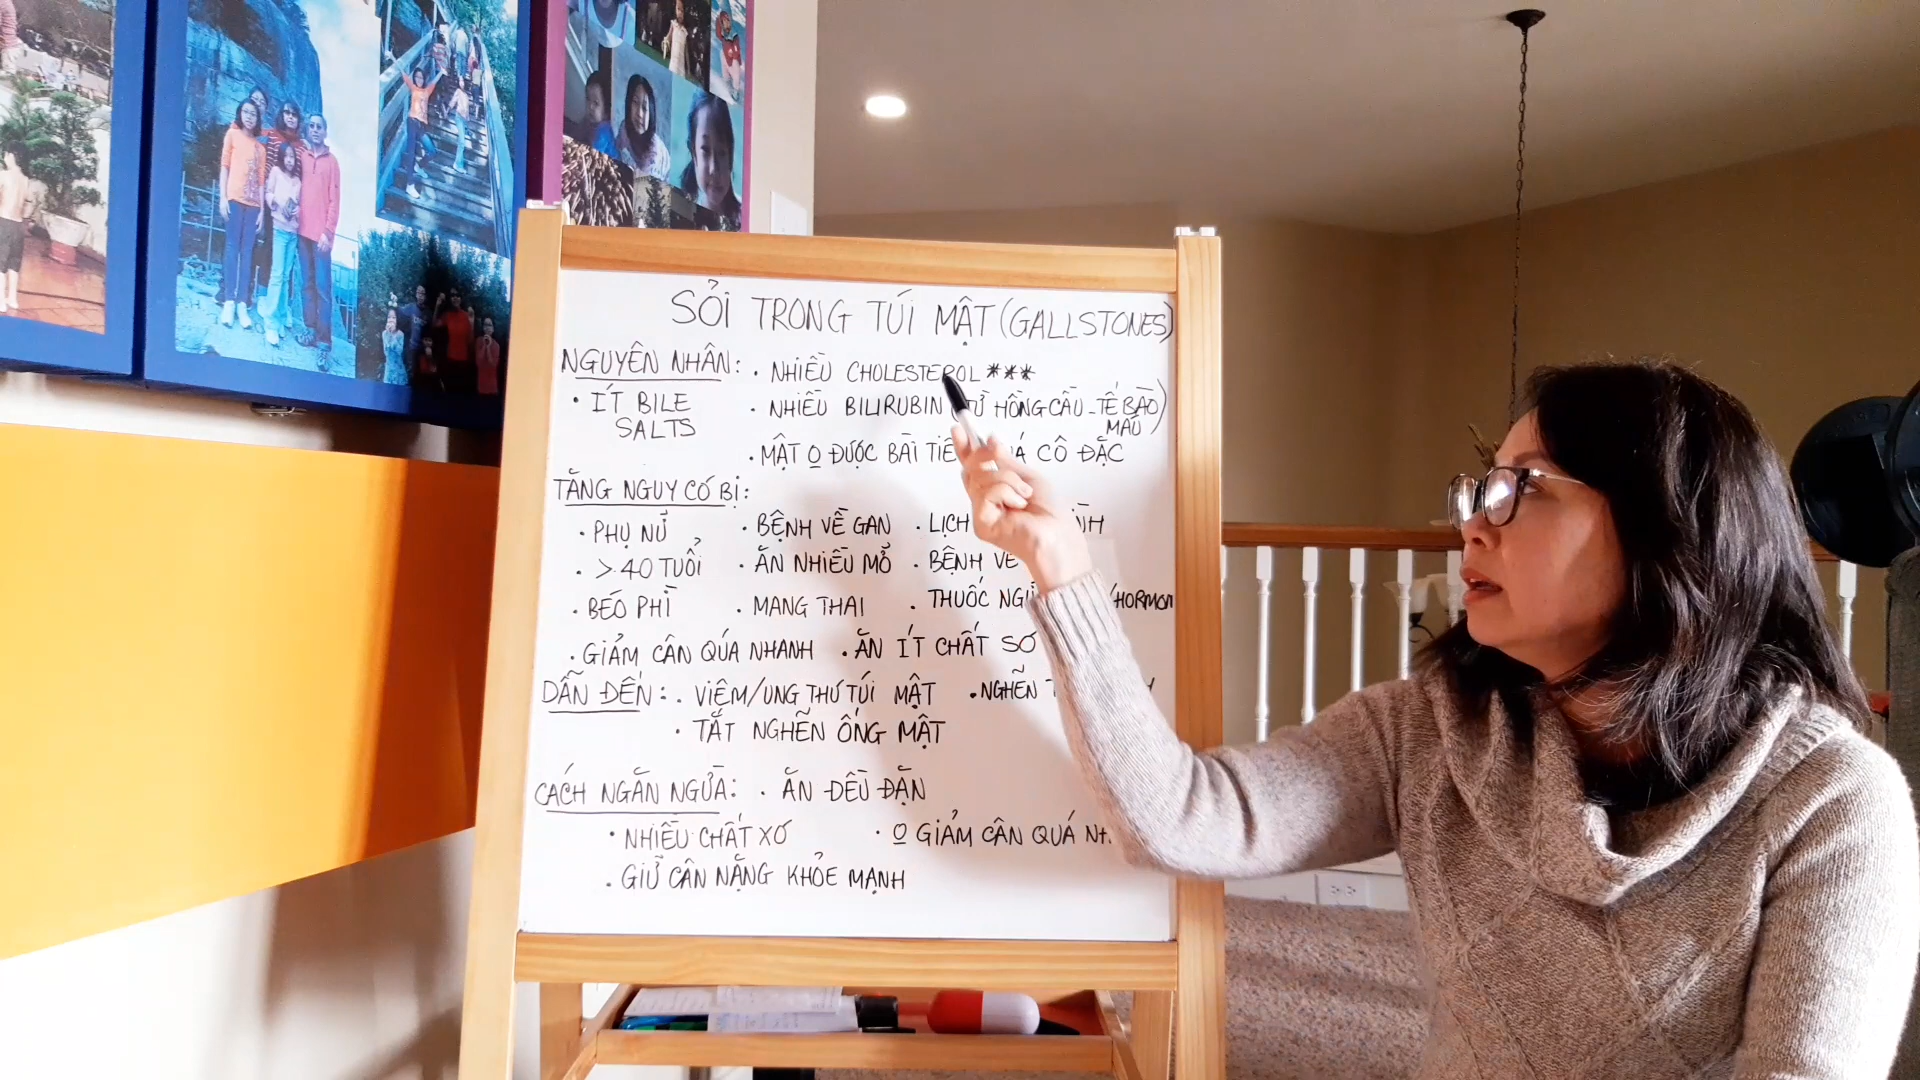 SỎI TRONG TÚI MẬT (GALLSTONES)
NGUYÊN NHÂN: • NHIỀU CHOLESTEROL ***
• ÍT BILE SALTS
• NHIỀU BILIRUBIN TỪ HỒNG CẦU - TẾ BÀO MÁU)
• MẬT O ĐƯỢC BÀI CÔ ĐẶC
TĂNG NGUY CƠ BỊ:
• PHỤ NỮ • BỆNH VỀ GAN • LỊCH
• > 40 TUỔI • ĂN NHIỀU MỠ • BỆNH VỀ
• BÉO PHÌ • MANG THAI • THUỐC
• GIẢM CÂN QÚA NHANH • ĂN ÍT CHẤT SƠ
DẪN ĐẾN: • VIÊM/UNG THƯ TÚI MẬT • NGHẼN
• TẮT NGHẼN ỐNG MẬT
CÁCH NGĂN NGỪA: • ĂN ĐỀU ĐẶN
• NHIỀU CHẤT XƠ • O GIẢM CÂN QUÁ
• GIỮ CÂN NẶNG KHỎE MẠNH